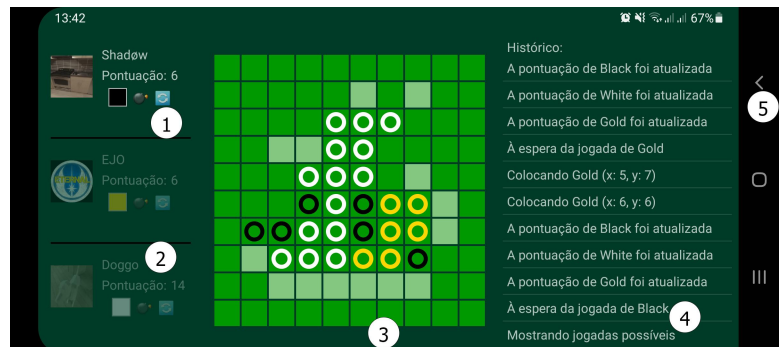 13:42
67%
Shadøw
Pontuação: 6
1
EJO
Pontuação: 6
Doggo
2
Pontuação: 14
3
Histórico:
A pontuação de Black foi atualizada
A pontuação de White foi atualizada
A pontuação de Gold foi atualizada
À espera da jogada de Gold
Colocando Gold (x: 5, y: 7)
Colocando Gold (x: 6, y: 6)
A pontuação de Black foi atualizada
A pontuação de White foi atualizada
A pontuação de Gold foi atualizada
À espera da jogada de Black
4
Mostrando jogadas possíveis
5